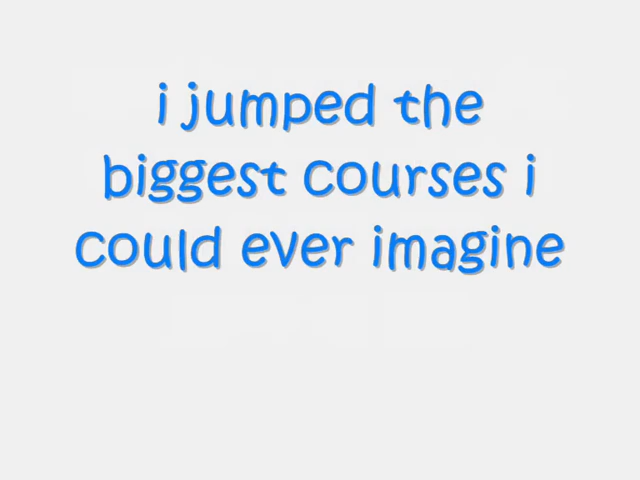 i jumped the
biggest courses i
could ever imagine